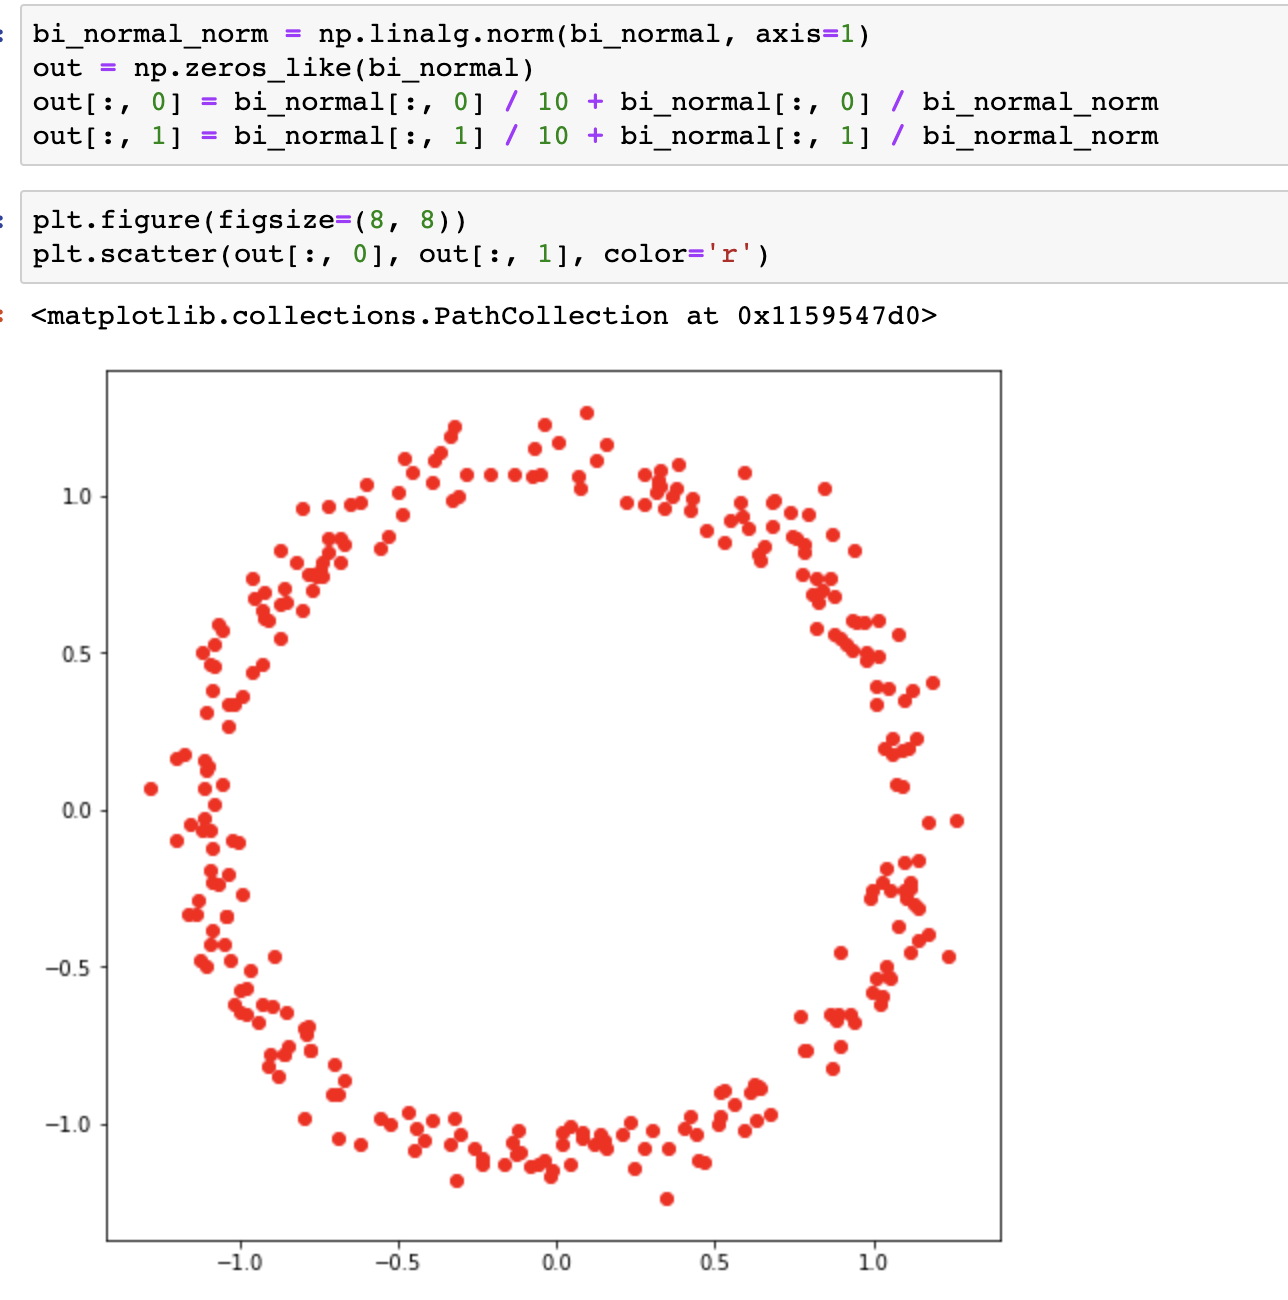 bi_normal_norm = np.linalg.norm(bi_normal, axis=1)
out = np.zeros_like(bi_normal)
out[:, 0] = bi_normal[:, 0] / 10 + bi_normal[:, 0] / bi_normal_norm
out[:, 1] = bi_normal[:, 1] / 10 + bi_normal[:, 1] / bi_normal_norm
plt.figure(figsize=(8, 8))
plt.scatter(out[:, 0], out[:, 1], color='r')
<matplotlib.collections.PathCollection at 0x1159547d0>
1.0
0.5
0.0
−0.5
−1.0
−1.0 −0.5 0.0 0.5 1.0